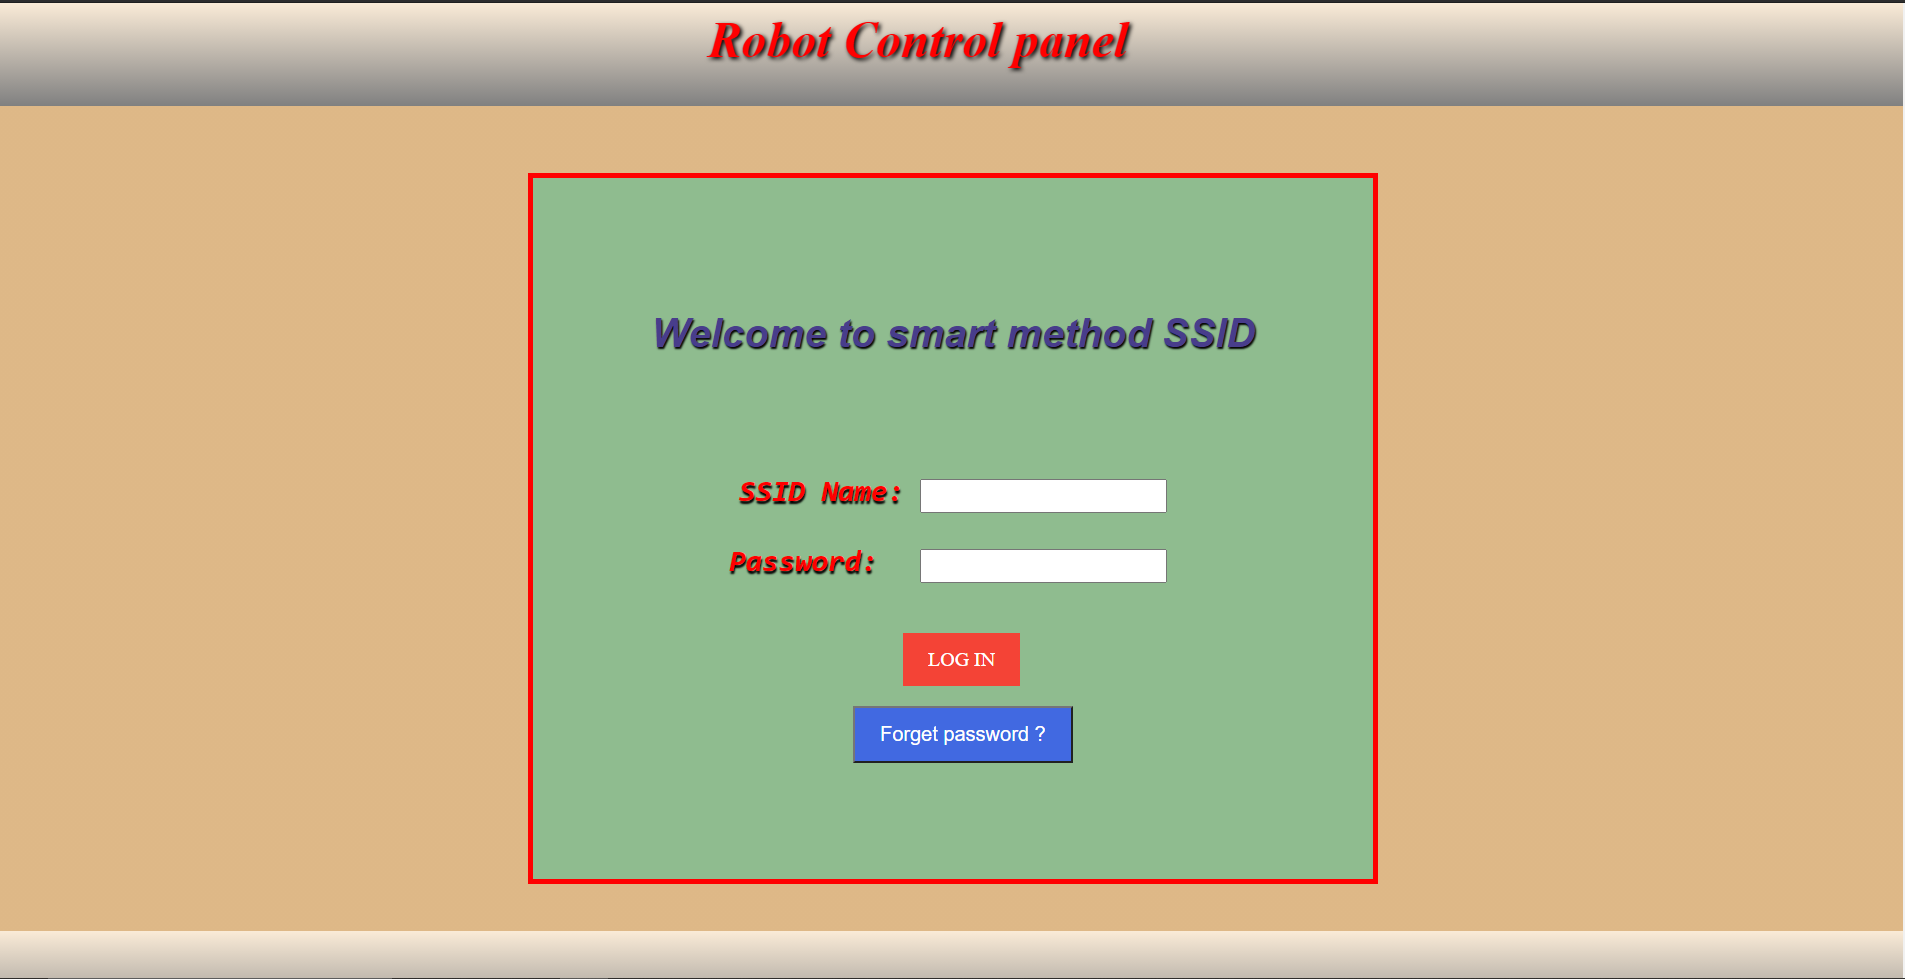 Robot Control panel
Welcome to smart method SSID
SSID Name:
Password:
LOG IN
Forget password ?